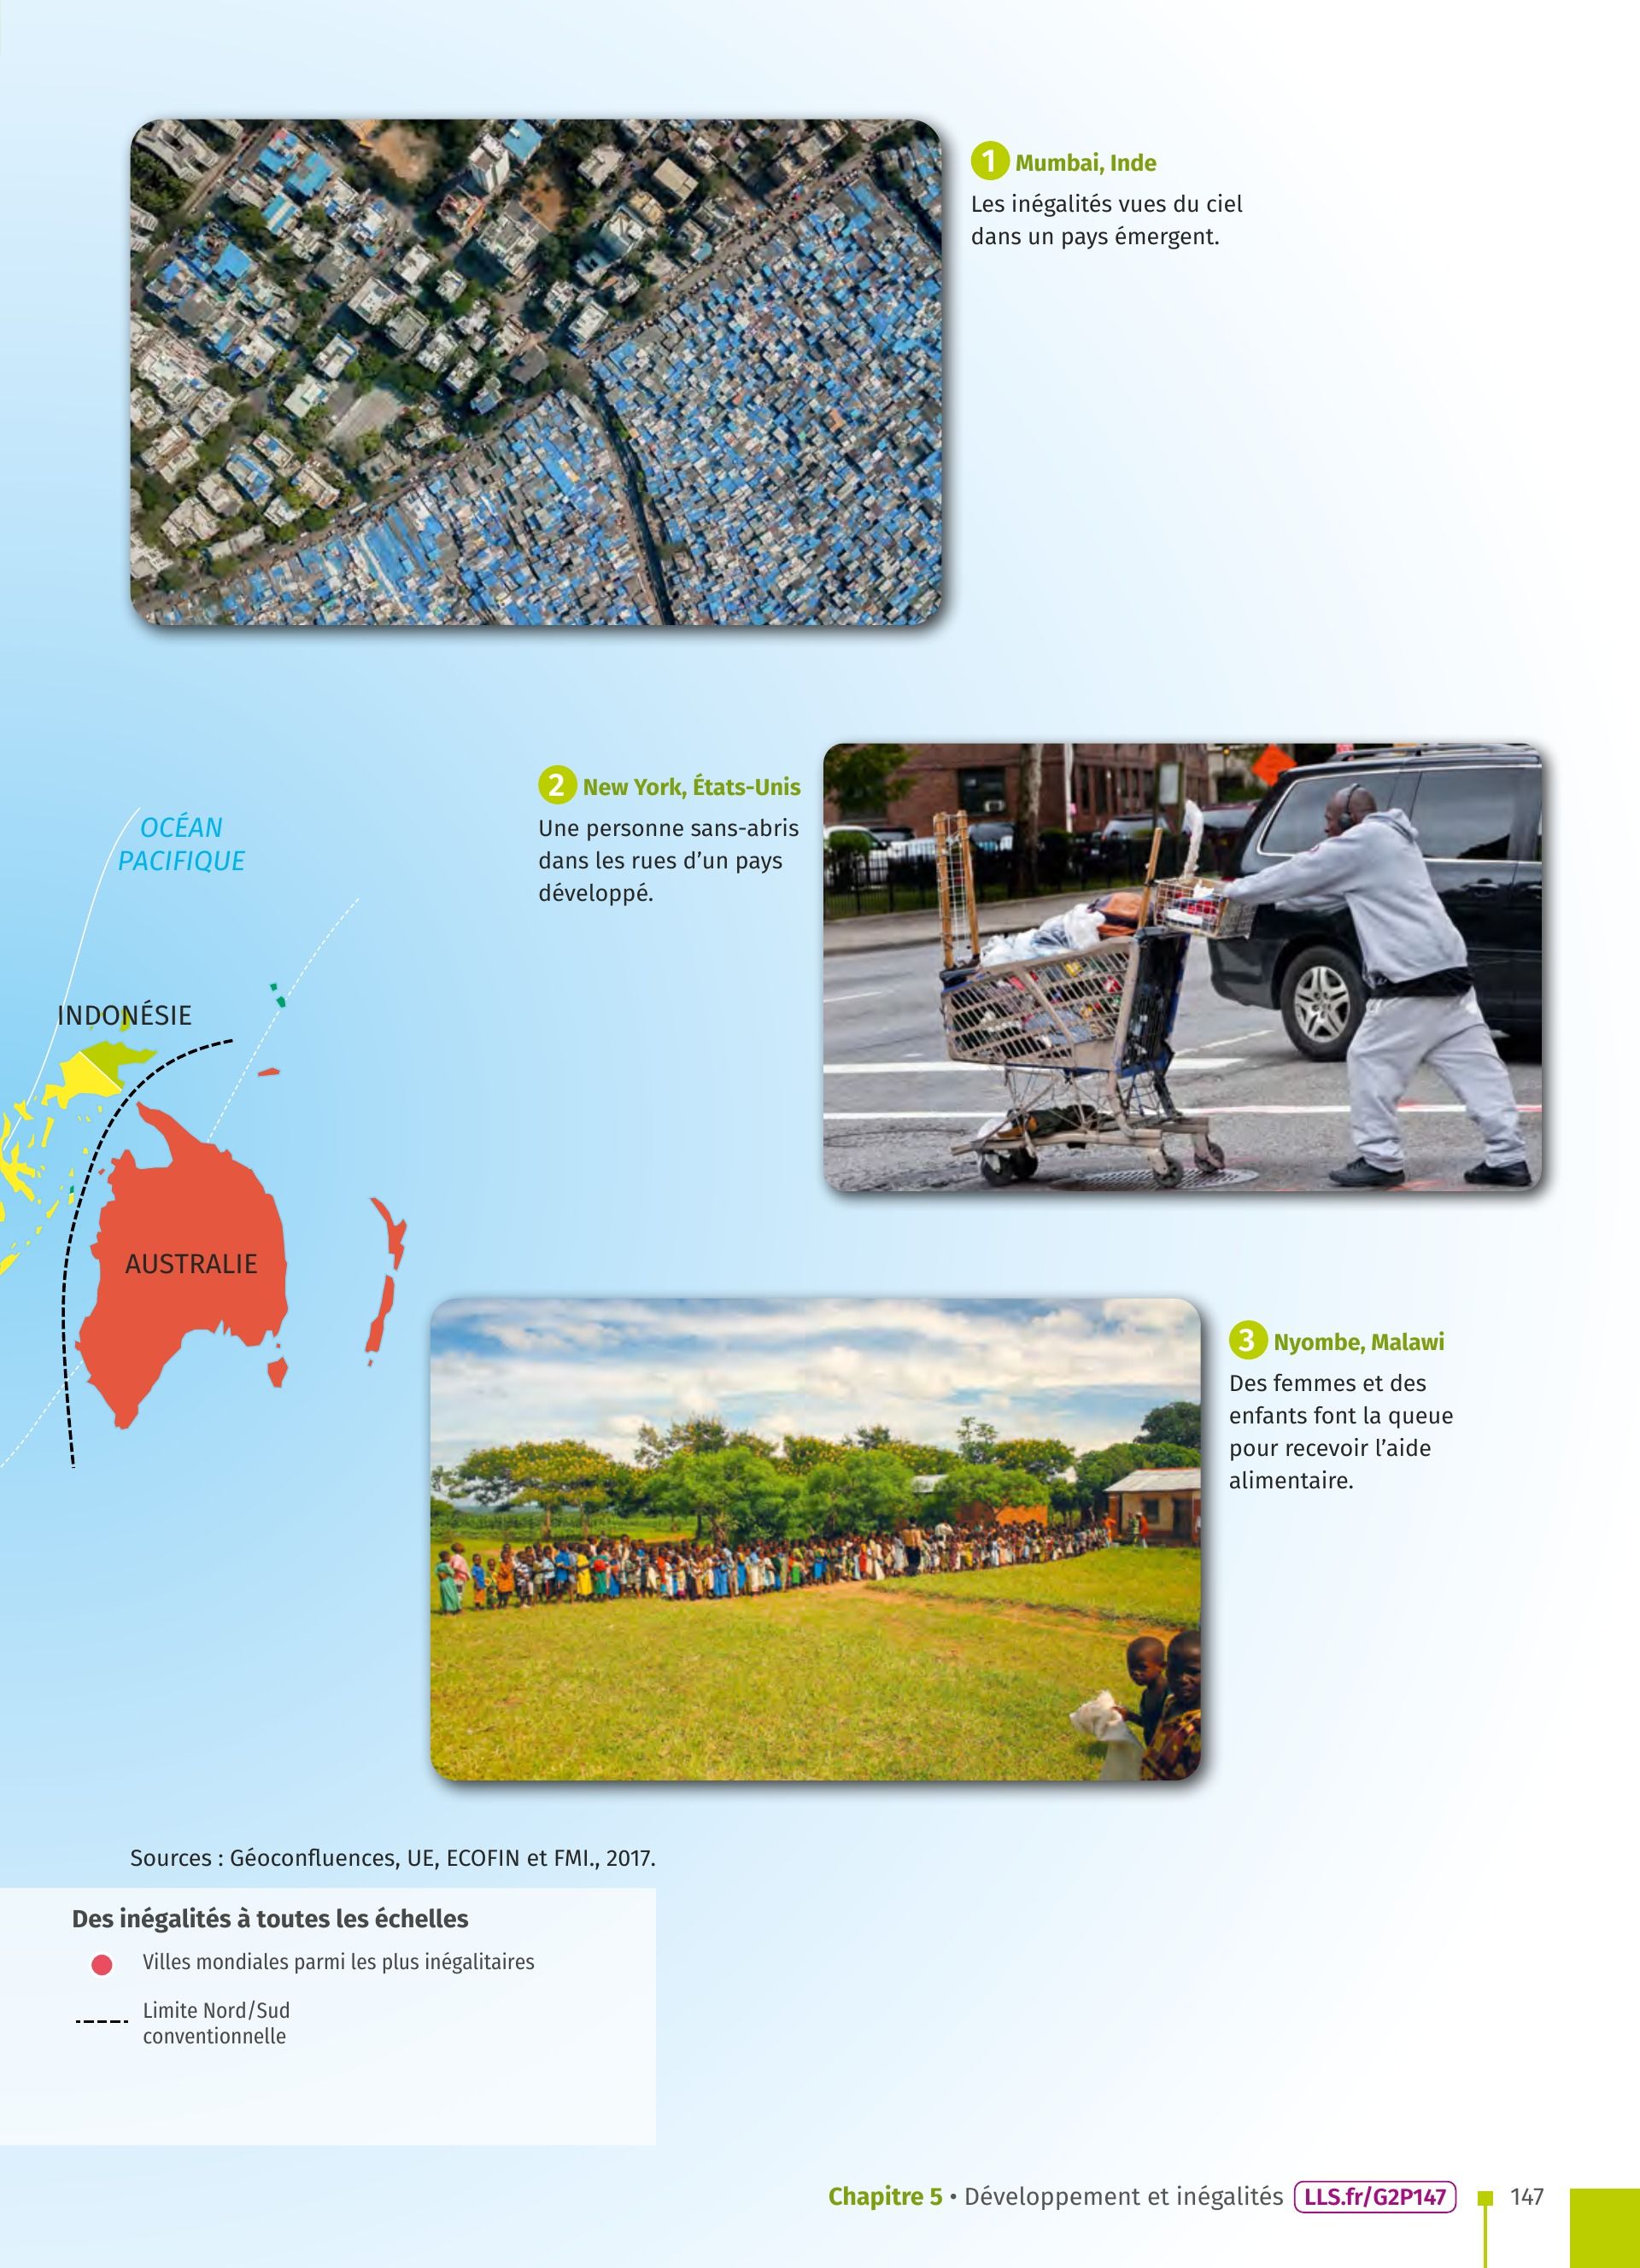 1 Mumbai, Inde
Les inégalités vues du ciel
dans un pays émergent.
2 New York, États-Unis
Une personne sans-abris
dans les rues d’un pays
développé.
OCÉAN
PACIFIQUE
INDONÉSIE
AUSTRALIE
3 Nyombe, Malawi
Des femmes et des
enfants font la queue
pour recevoir l’aide
alimentaire.
Sources : Géoconfluences, UE, ECOFIN et FMI., 2017.
Des inégalités à toutes les échelles
Villes mondiales parmi les plus inégalitaires
Limite Nord/Sud
conventionnelle
Chapitre 5 • Développement et inégalités LLS.fr/G2P147 147